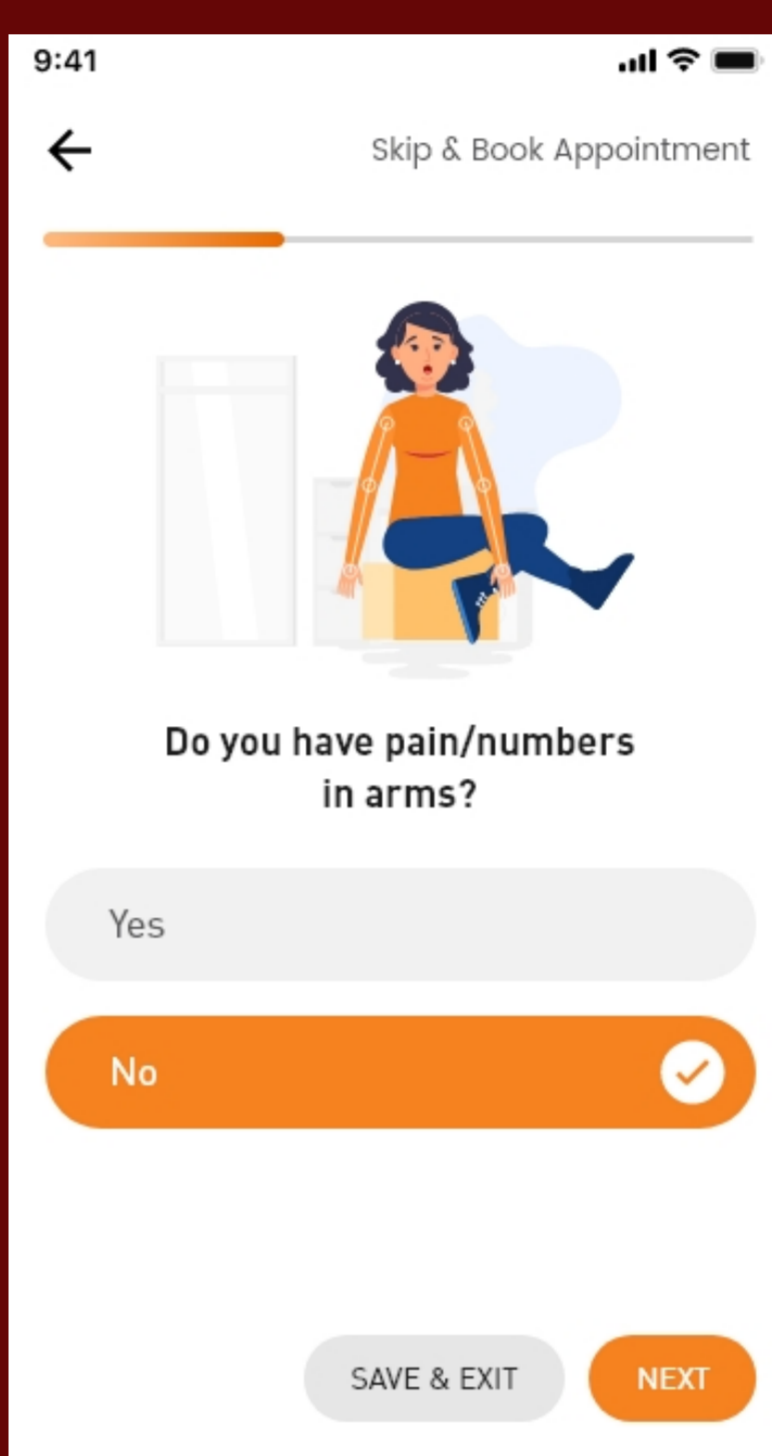 9:41
Skip & Book Appointment
Do you have pain/numbers
in arms?
Yes
No
SAVE & EXIT
NEXT